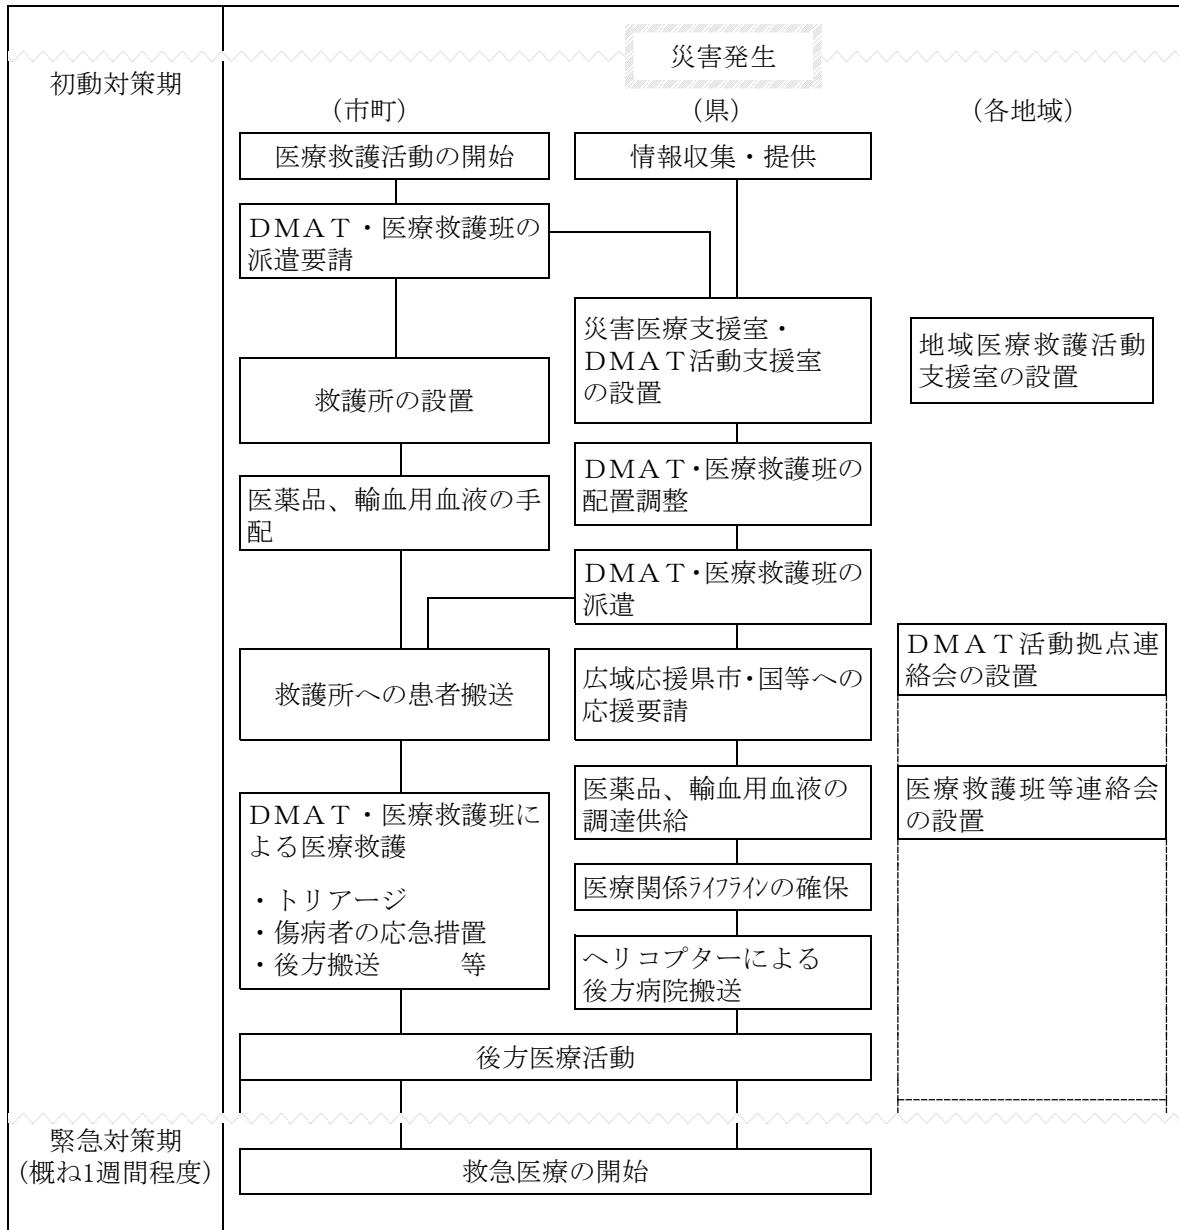 災害発生
初動対策期
（市町）
（県）
（各地域）
医療救護活動の開始
情報収集・提供
ＤＭＡＴ・医療救護班の
派遣要請
災害医療支援室・
ＤＭＡＴ活動支援室
の設置
地域医療救護活動
支援室の設置
救護所の設置
ＤＭＡＴ・医療救護班の
配置調整
医薬品、輸血用血液の手
配
ＤＭＡＴ・医療救護班の
派遣
ＤＭＡＴ活動拠点連
絡会の設置
救護所への患者搬送
広域応援県市・国等への
応援要請
医薬品、輸血用血液の
調達供給
医療救護班等連絡会
の設置
ＤＭＡＴ・医療救護班に
よる医療救護
・トリアージ
・傷病者の応急措置
・後方搬送　　　等
医療関係ﾗｲﾌﾗｲﾝの確保
ヘリコプターによる
後方病院搬送
後方医療活動
緊急対策期
（概ね1週間程度）
救急医療の開始